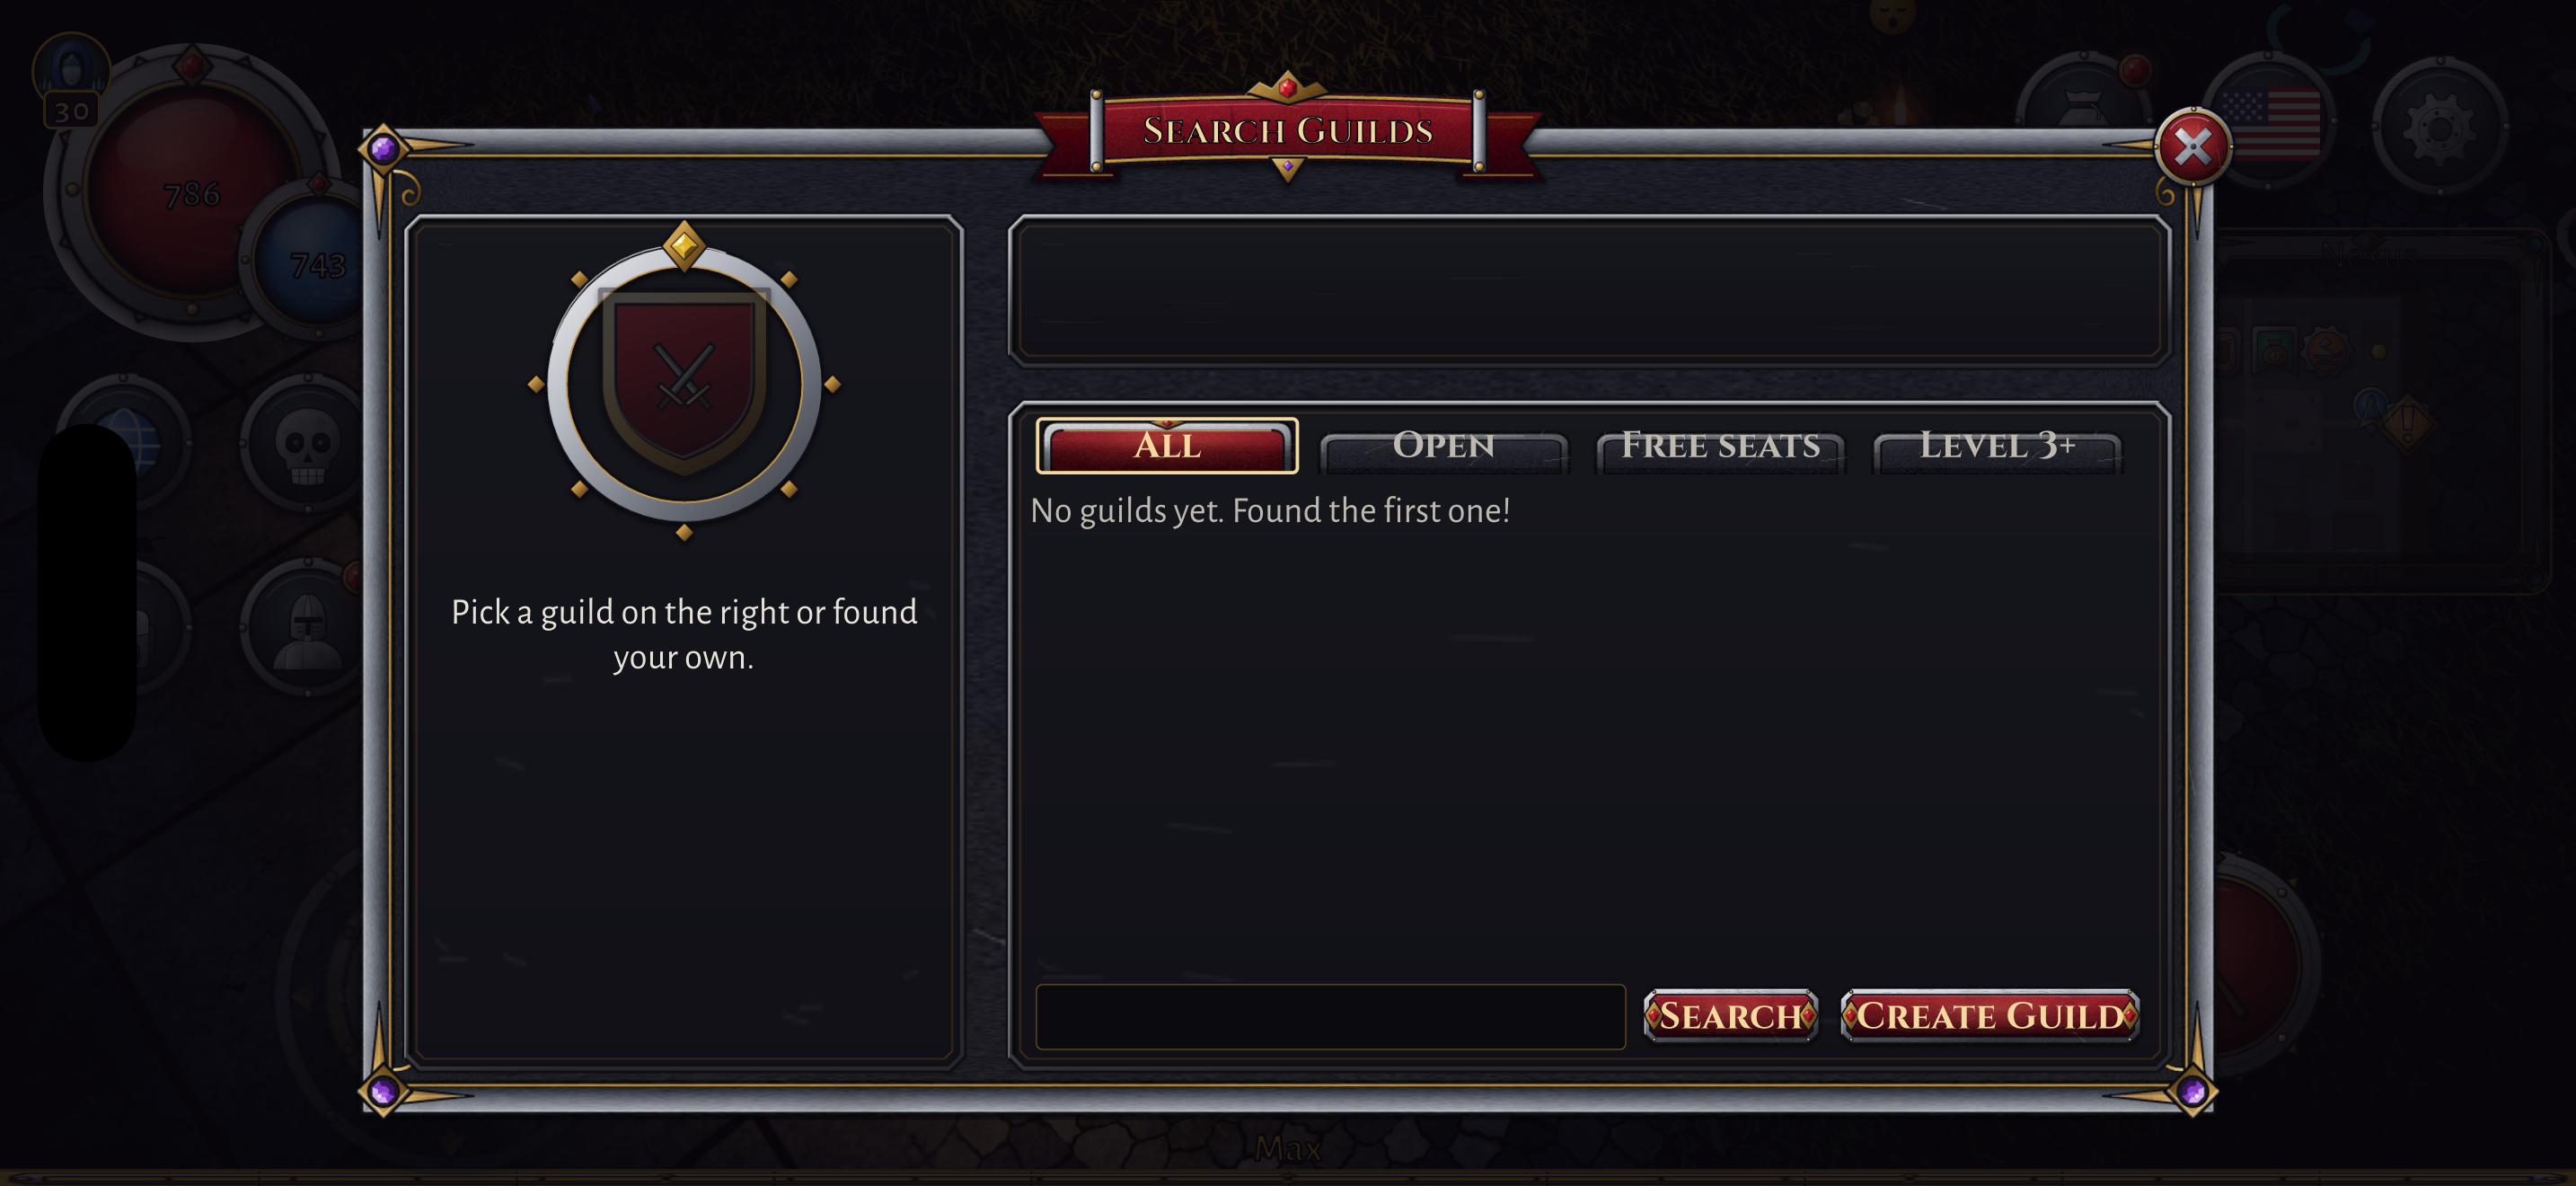 30
Search Guilds
786
743
All
Open
Free seats
Level 3+
No guilds yet. Found the first one!
Pick a guild on the right or found
your own.
Search
Create Guild
Max